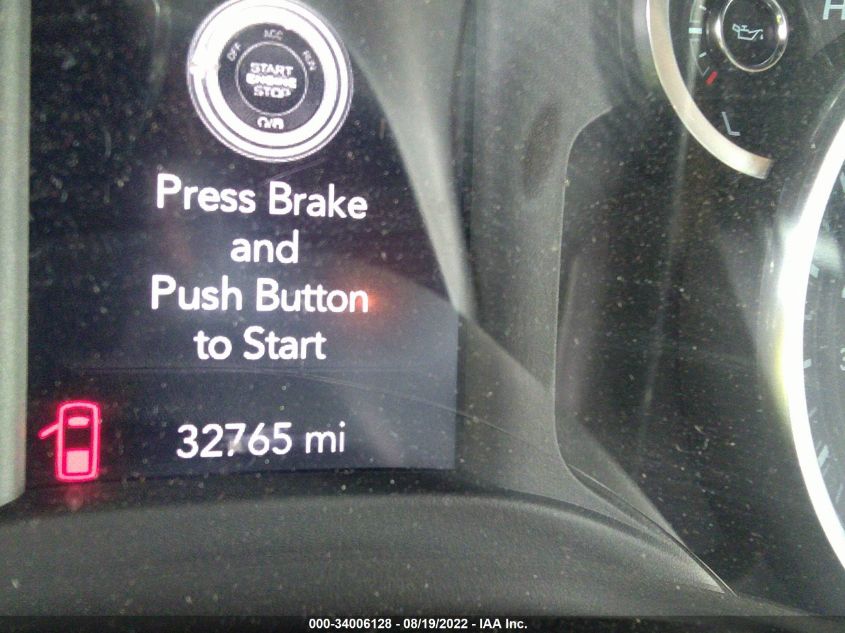 ACC
OFF
RUN
START
ENGINE
STOP
Press Brake
and
Push Button
to Start
32765 mi
H
L
000-34006128 - 08/19/2022 - IAA Inc.